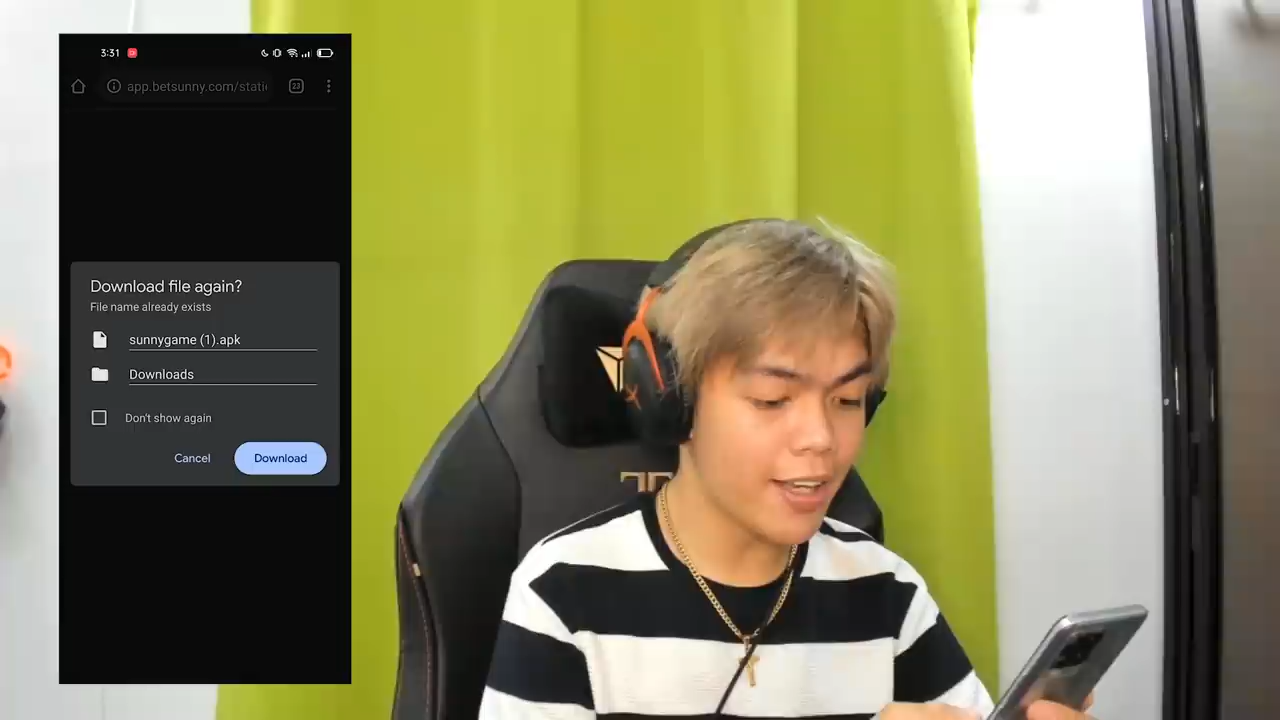 3:31
app.betsunny.com/stati
23
Download file again?
File name already exists
sunnygame (1).apk
Downloads
Don't show again
Cancel
Download